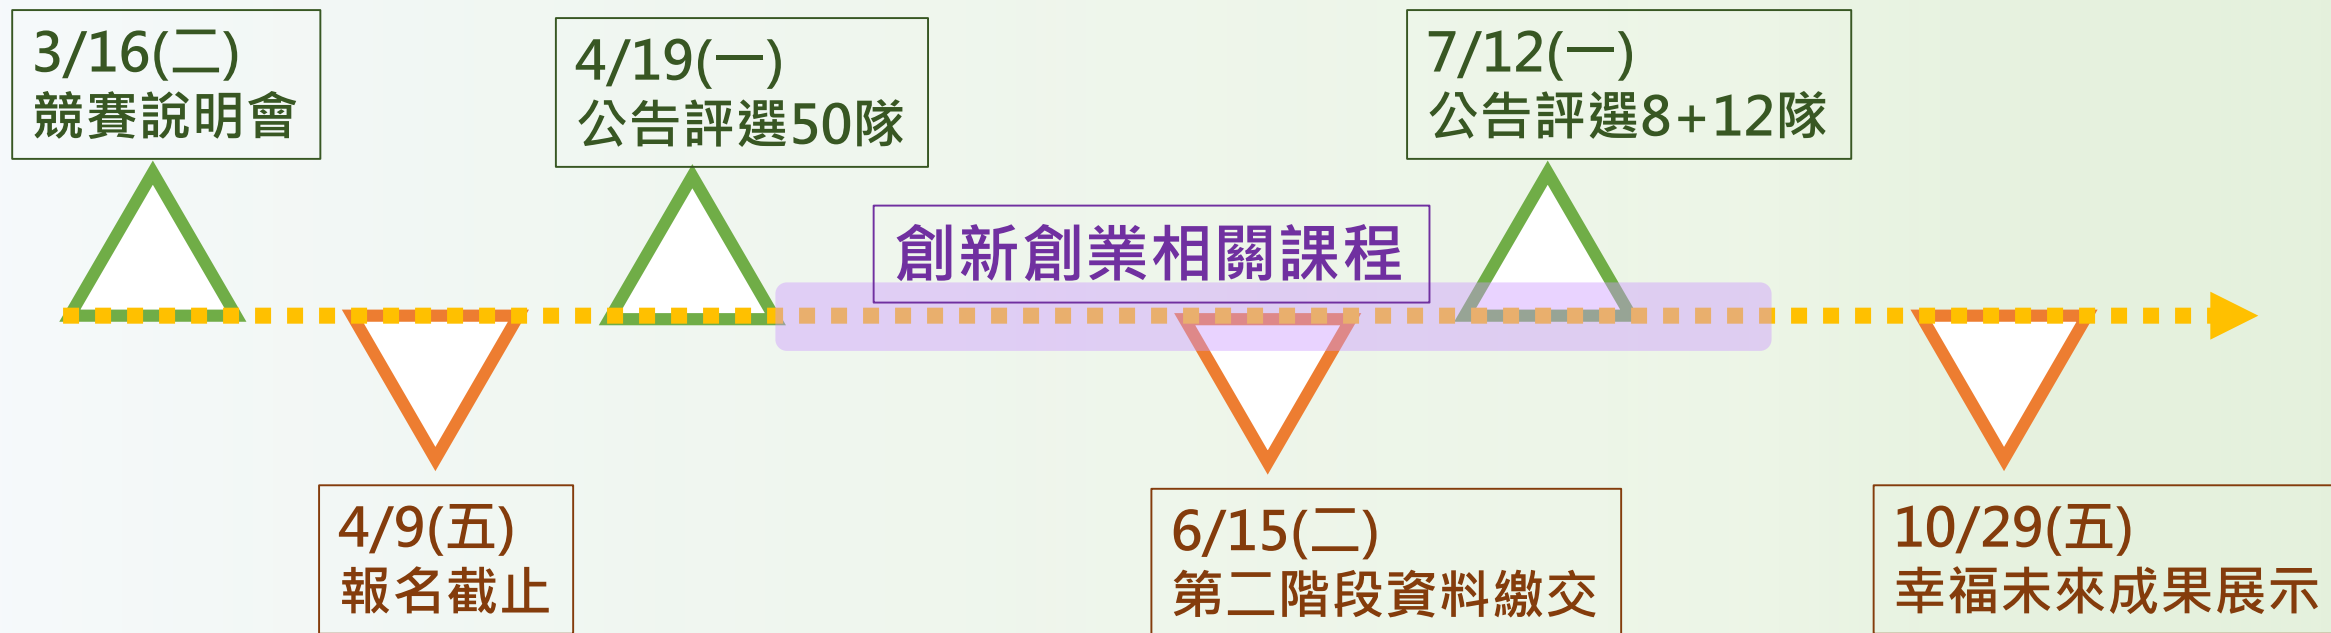 3/16(二)
競賽說明會
4/19(一)
公告評選50隊
7/12(一)
公告評選8+12隊
創新創業相關課程
4/9(五)
報名截止
6/15(二)
第二階段資料繳交
10/29(五)
幸福未來成果展示